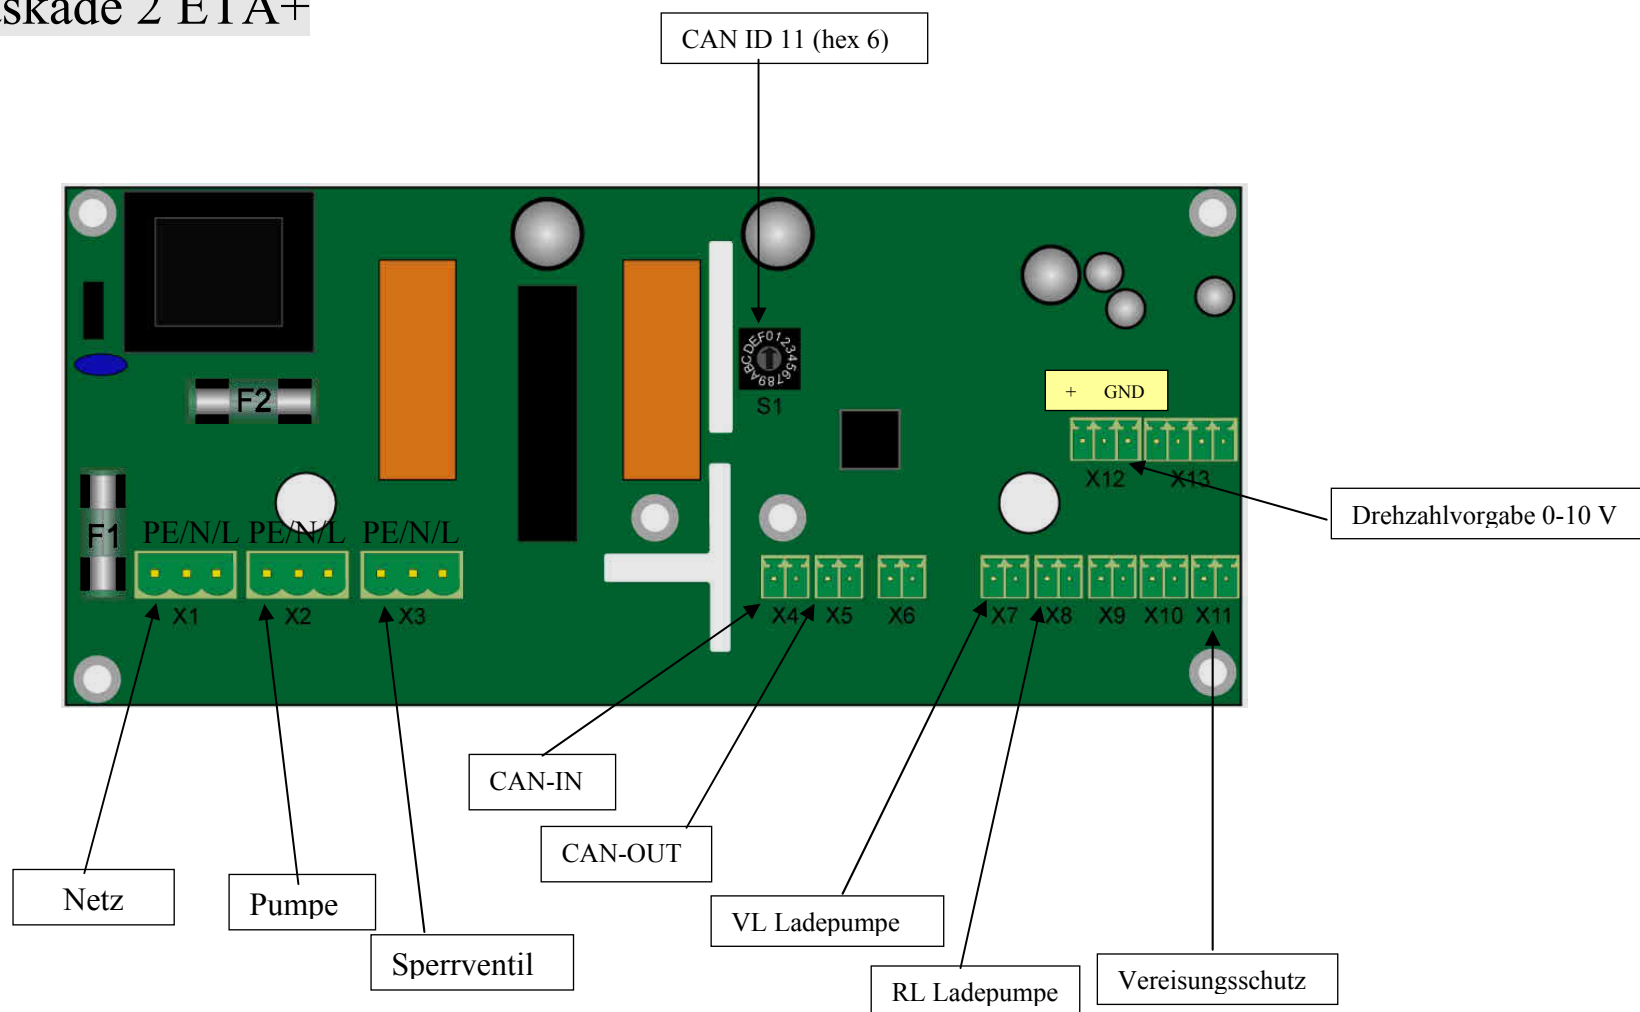 2 ETA+
CAN ID 11 (hex 6)
F2
0123456789ABCDEF
S1
+ GND
X12
X13
F1
PE/N/L
PE/N/L
PE/N/L
Drehzahlvorgabe 0-10 V
X1
X2
X3
X4
X5
X6
X7
X8
X9
X10
X11
CAN-IN
CAN-OUT
Netz
Pumpe
VL Ladepumpe
Sperrventil
RL Ladepumpe
Vereisungsschutz